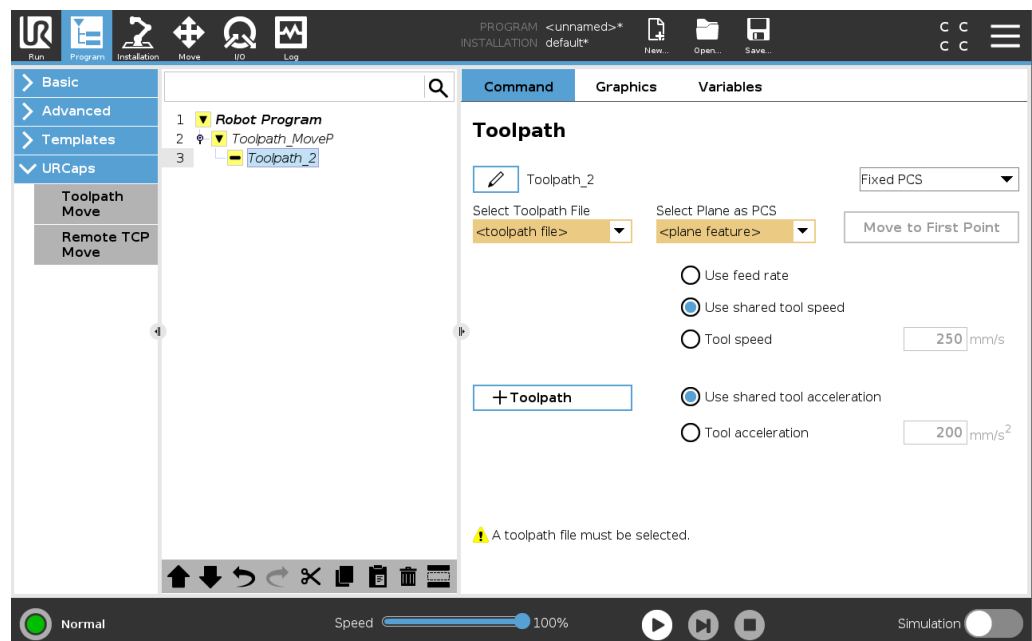 PROGRAM <unnamed>*
INSTALLATION default*
C C
C C
Run Program Installation Move I/O Log New... Open... Save...
Basic
Advanced
Templates
URCaps
Toolpath
Move
Remote TCP
Move
1 Robot Program
2 Toolpath_MoveP
3 Toolpath_2
Command Graphics Variables
Toolpath
Toolpath_2 Fixed PCS
Select Toolpath File Select Plane as PCS
<toolpath file> <plane feature> Move to First Point
Use feed rate
Use shared tool speed
Tool speed 250 mm/s
+Toolpath Use shared tool acceleration
Tool acceleration 200 mm/s²
A toolpath file must be selected.
Normal Speed 100% Simulation